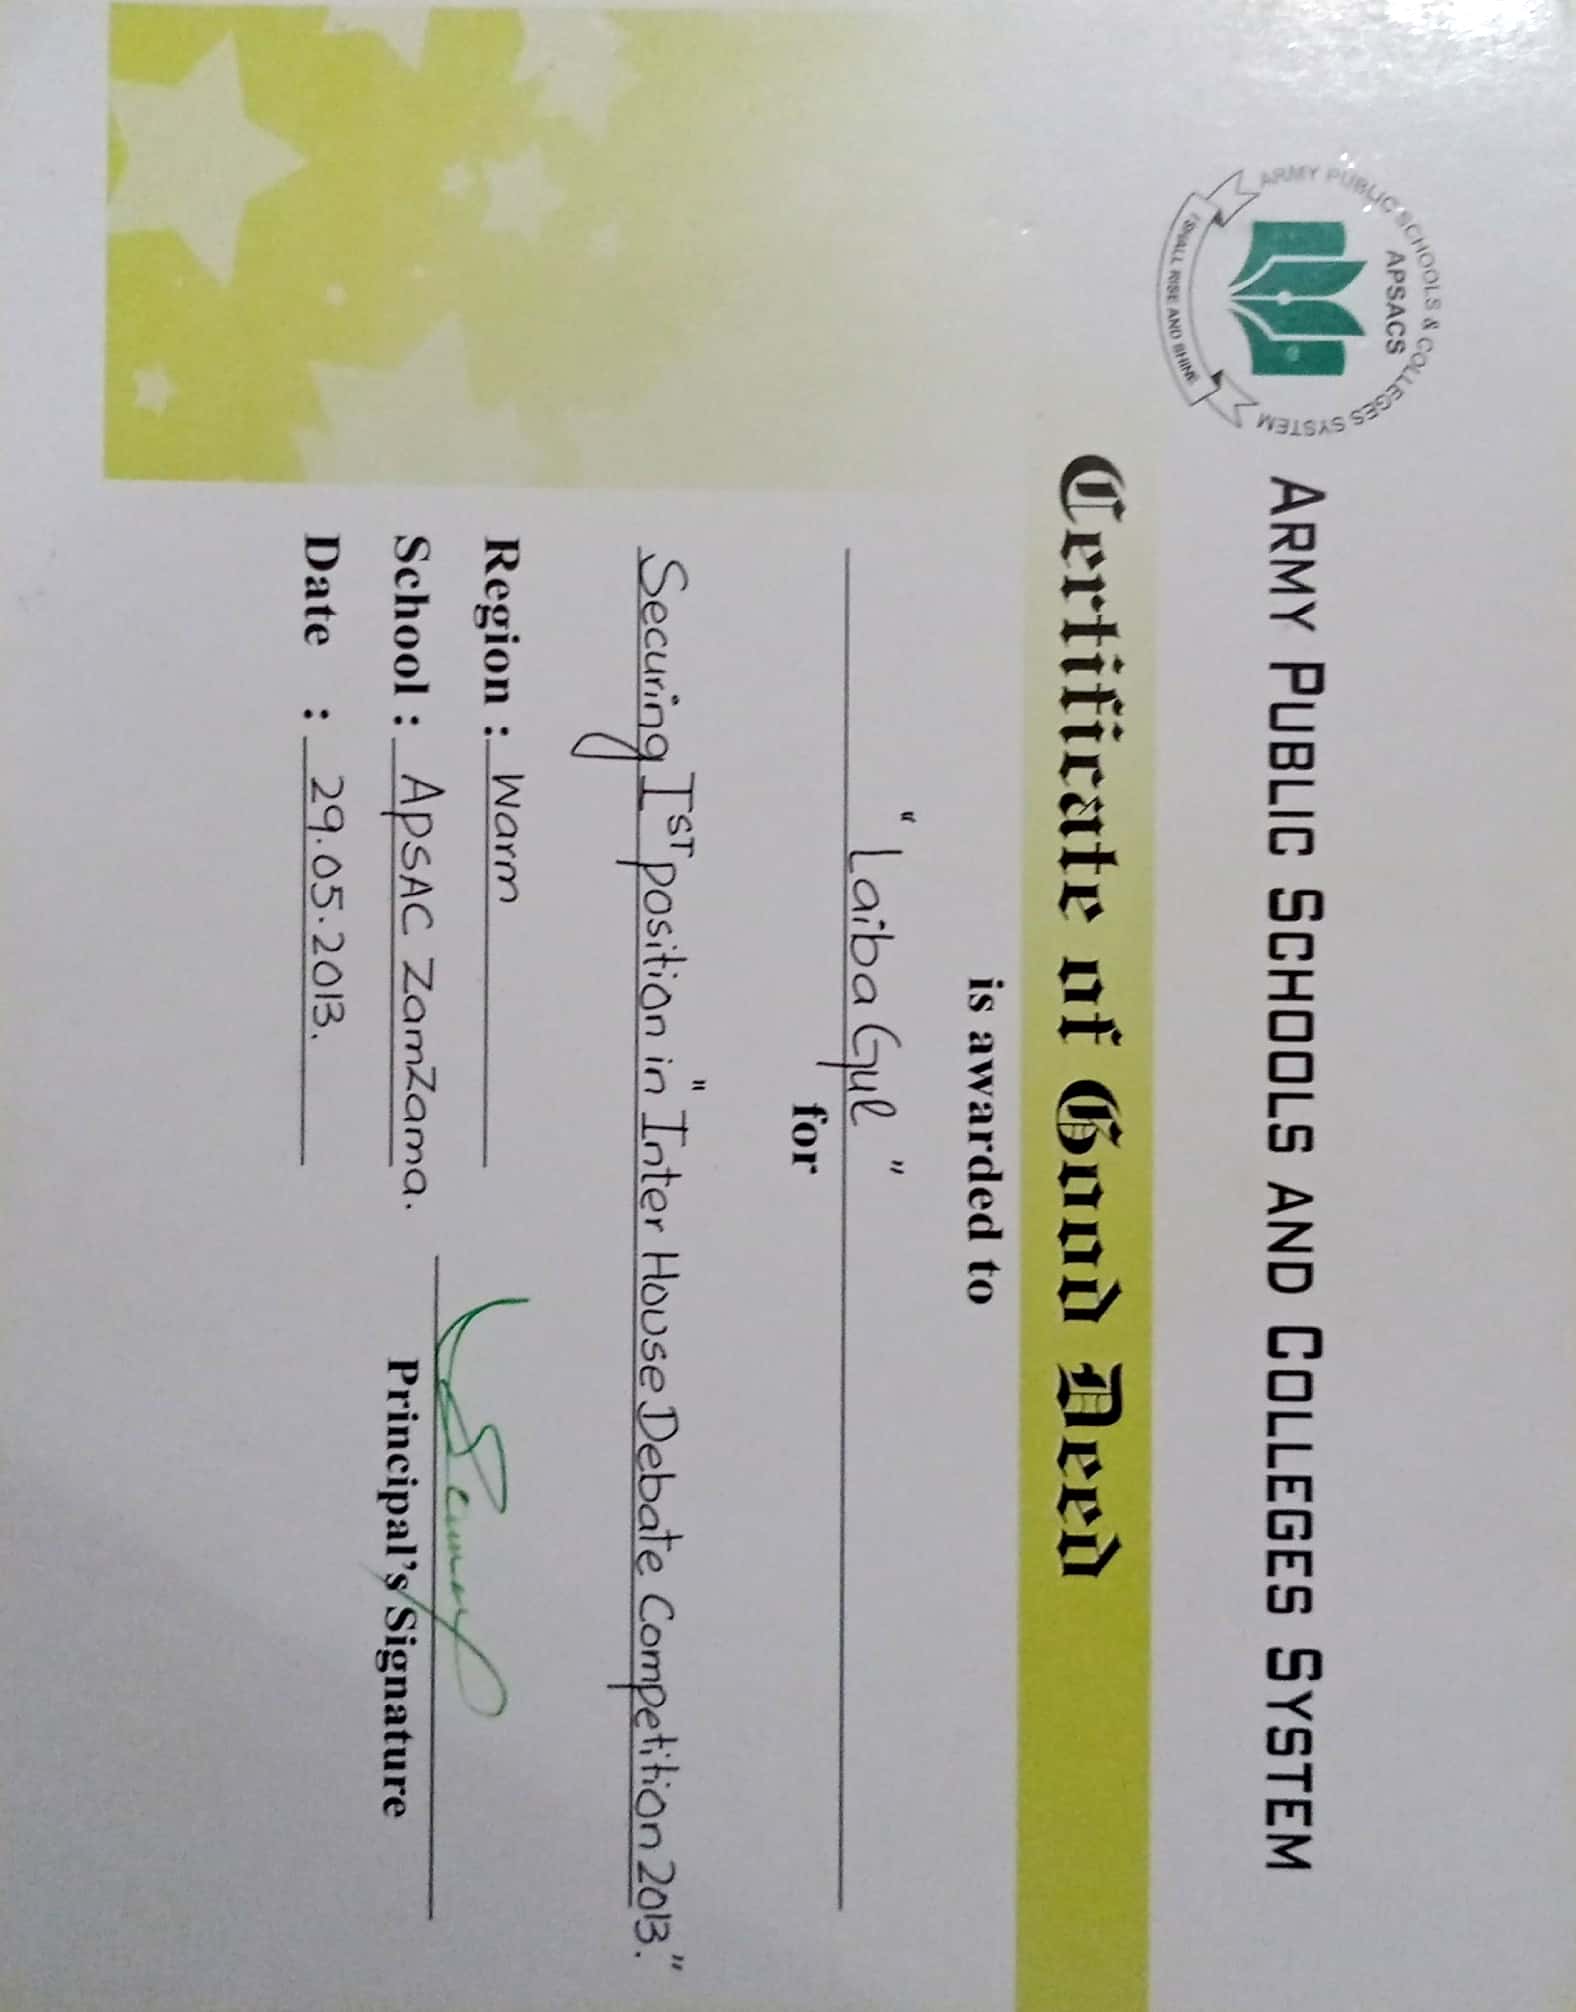 ARMY PUBLIC SCHOOLS & COLLEGES SYSTEM
APSACS
I SHALL RISE AND SHINE
ARMY PUBLIC SCHOOLS AND COLLEGES SYSTEM
Certificate of Good Deed
is awarded to
"Laiba Gul"
for
Securing Ist position in "Inter House Debate Competition 2013."
Region : Warm
School : APSAC ZamZama.
Principal's Signature
Date : 29.05.2013.